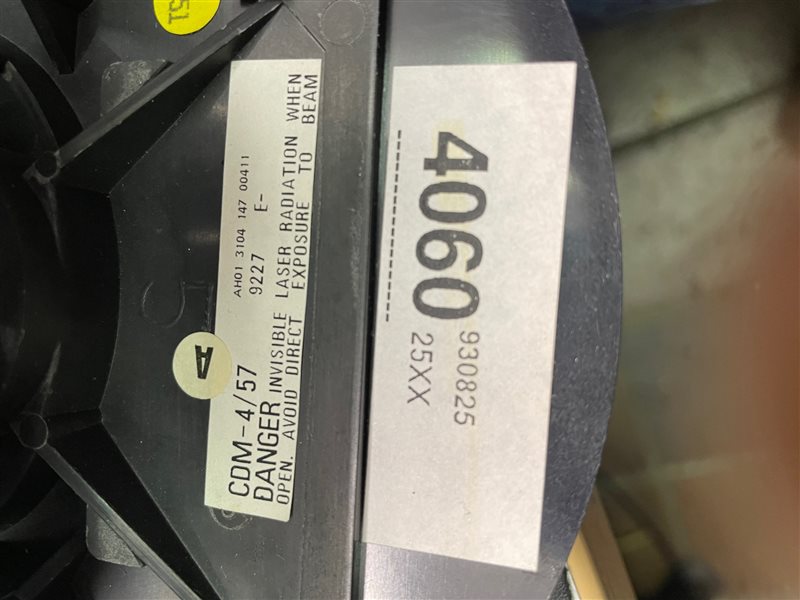 51
AH01 3104 147 00411
9227 E-
CDM-4/57
DANGER INVISIBLE LASER RADIATION WHEN
OPEN. AVOID DIRECT EXPOSURE TO BEAM
A
4060
930825
25XX